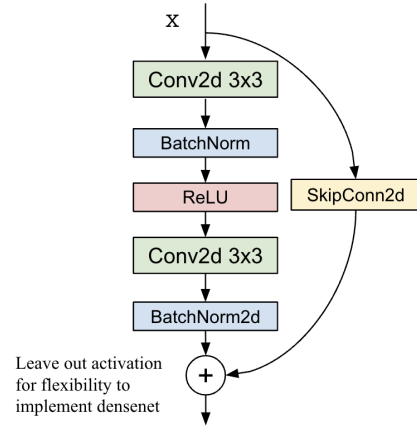 x
Conv2d 3x3
BatchNorm
ReLU
SkipConn2d
Conv2d 3x3
BatchNorm2d
+
Leave out activation
for flexibility to
implement densenet